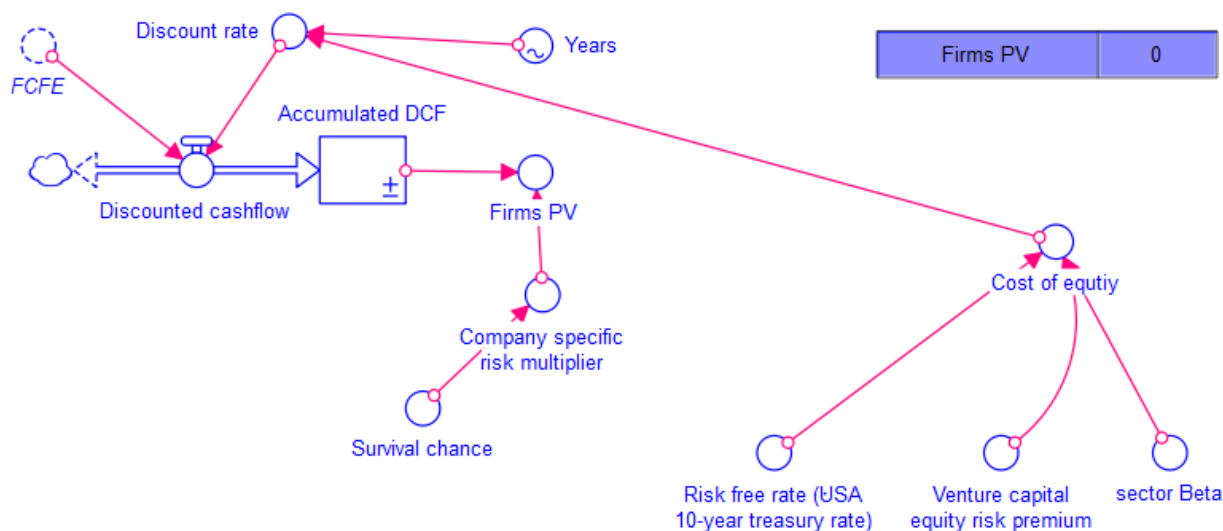 Discount rate
Years
Firms PV 0
FCFE
Accumulated DCF
±
Discounted cashflow
Firms PV
Cost of equtiy
Company specific
risk multiplier
Survival chance
Risk free rate (USA
10-year treasury rate)
Venture capital
equity risk premium
sector Beta